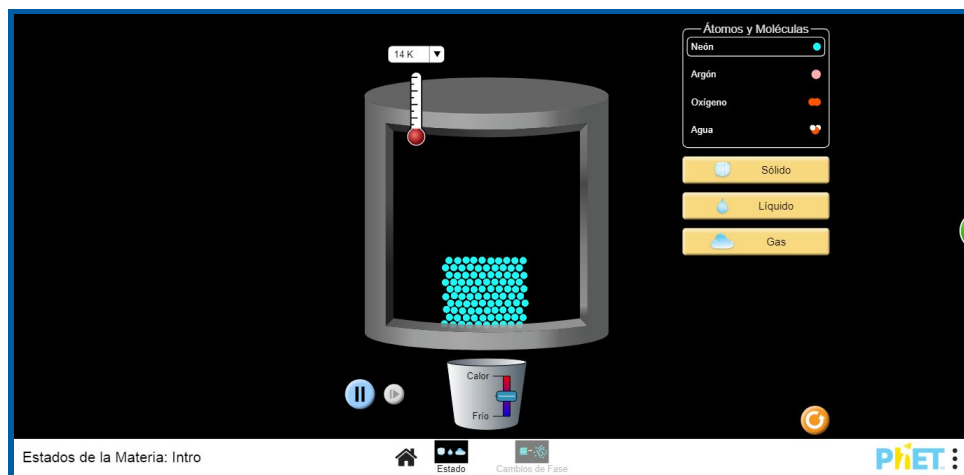 14 K
Átomos y Moléculas
Neón
Argón
Oxígeno
Agua
Sólido
Líquido
Gas
Calor
Frío
Estados de la Materia: Intro
Estado
Cambios de Fase
PhET